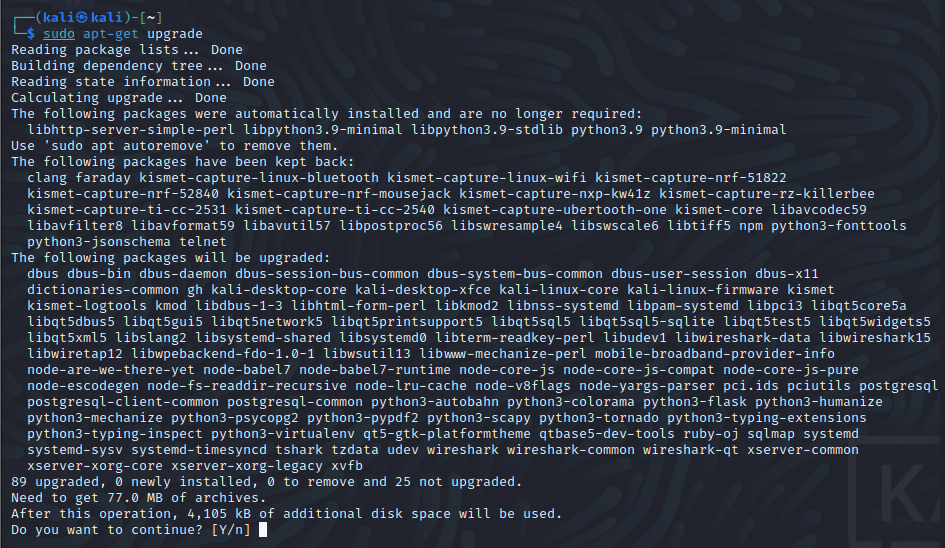 ┌──(kali㉿kali)-[~]
└─$ sudo apt-get upgrade
Reading package lists... Done
Building dependency tree... Done
Reading state information... Done
Calculating upgrade... Done
The following packages were automatically installed and are no longer required:
  libhttp-server-simple-perl libpython3.9-minimal libpython3.9-stdlib python3.9 python3.9-minimal
Use 'sudo apt autoremove' to remove them.
The following packages have been kept back:
  clang faraday kismet-capture-linux-bluetooth kismet-capture-linux-wifi kismet-capture-nrf-51822
  kismet-capture-nrf-52840 kismet-capture-nrf-mousejack kismet-capture-nxp-kw41z kismet-capture-rz-killerbee
  kismet-capture-ti-cc-2531 kismet-capture-ti-cc-2540 kismet-capture-ubertooth-one kismet-core libavcodec59
  libavfilter8 libavformat59 libavutil57 libpostproc56 libswresample4 libswscale6 libtiff5 npm python3-fonttools
  python3-jsonschema telnet
The following packages will be upgraded:
  dbus dbus-bin dbus-daemon dbus-session-bus-common dbus-system-bus-common dbus-user-session dbus-x11
  dictionaries-common gh kali-desktop-core kali-desktop-xfce kali-linux-core kali-linux-firmware kismet
  kismet-logtools kmod libdbus-1-3 libhtml-form-perl libkmod2 libnss-systemd libpam-systemd libpci3 libqt5core5a
  libqt5dbus5 libqt5gui5 libqt5network5 libqt5printsupport5 libqt5sql5 libqt5sql5-sqlite libqt5test5 libqt5widgets5
  libqt5xml5 libslang2 libsystemd-shared libsystemd0 libterm-readkey-perl libudev1 libwireshark-data libwireshark15
  libwiretap12 libwpebackend-fdo-1.0-1 libwsutil13 libwww-mechanize-perl mobile-broadband-provider-info
  node-are-we-there-yet node-babel7 node-babel7-runtime node-core-js node-core-js-compat node-core-js-pure
  node-escodegen node-fs-readdir-recursive node-lru-cache node-v8flags node-yargs-parser pci.ids pciutils postgresql
  postgresql-client-common postgresql-common python3-autobahn python3-colorama python3-flask python3-humanize
  python3-mechanize python3-psycopg2 python3-pypdf2 python3-scapy python3-tornado python3-typing-extensions
  python3-typing-inspect python3-virtualenv qt5-gtk-platformtheme qtbase5-dev-tools ruby-oj sqlmap systemd
  systemd-sysv systemd-timesyncd tshark tzdata udev wireshark wireshark-common wireshark-qt xserver-common
  xserver-xorg-core xserver-xorg-legacy xvfb
89 upgraded, 0 newly installed, 0 to remove and 25 not upgraded.
Need to get 77.0 MB of archives.
After this operation, 4,105 kB of additional disk space will be used.
Do you want to continue? [Y/n]